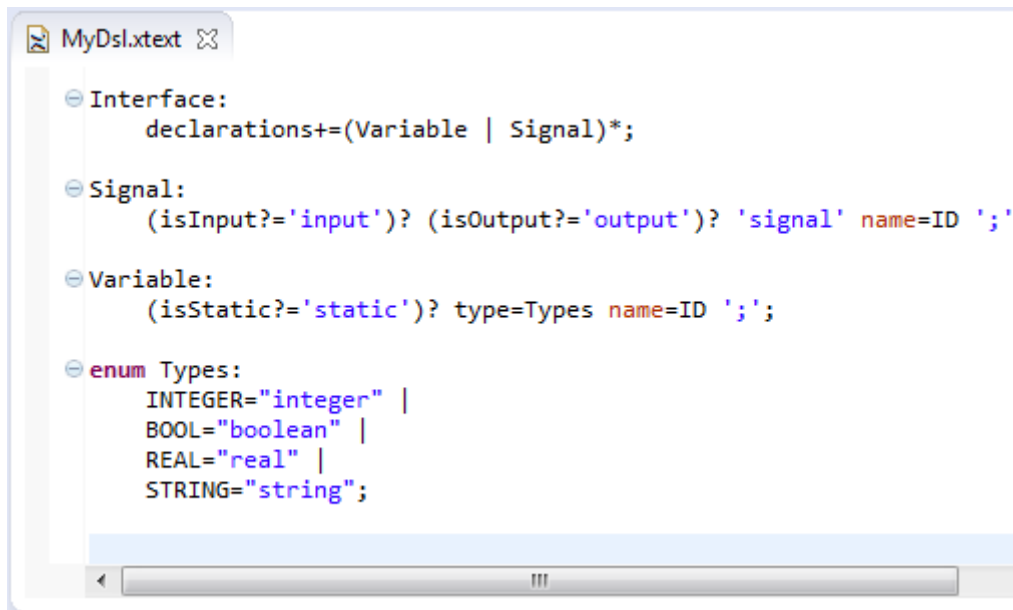 MyDsl.xtext
Interface:
declarations+=(Variable | Signal)*;
Signal:
(isInput?='input')? (isOutput?='output')? 'signal' name=ID ';'
Variable:
(isStatic?='static')? type=Types name=ID ';';
enum Types:
INTEGER="integer" |
BOOL="boolean" |
REAL="real" |
STRING="string";